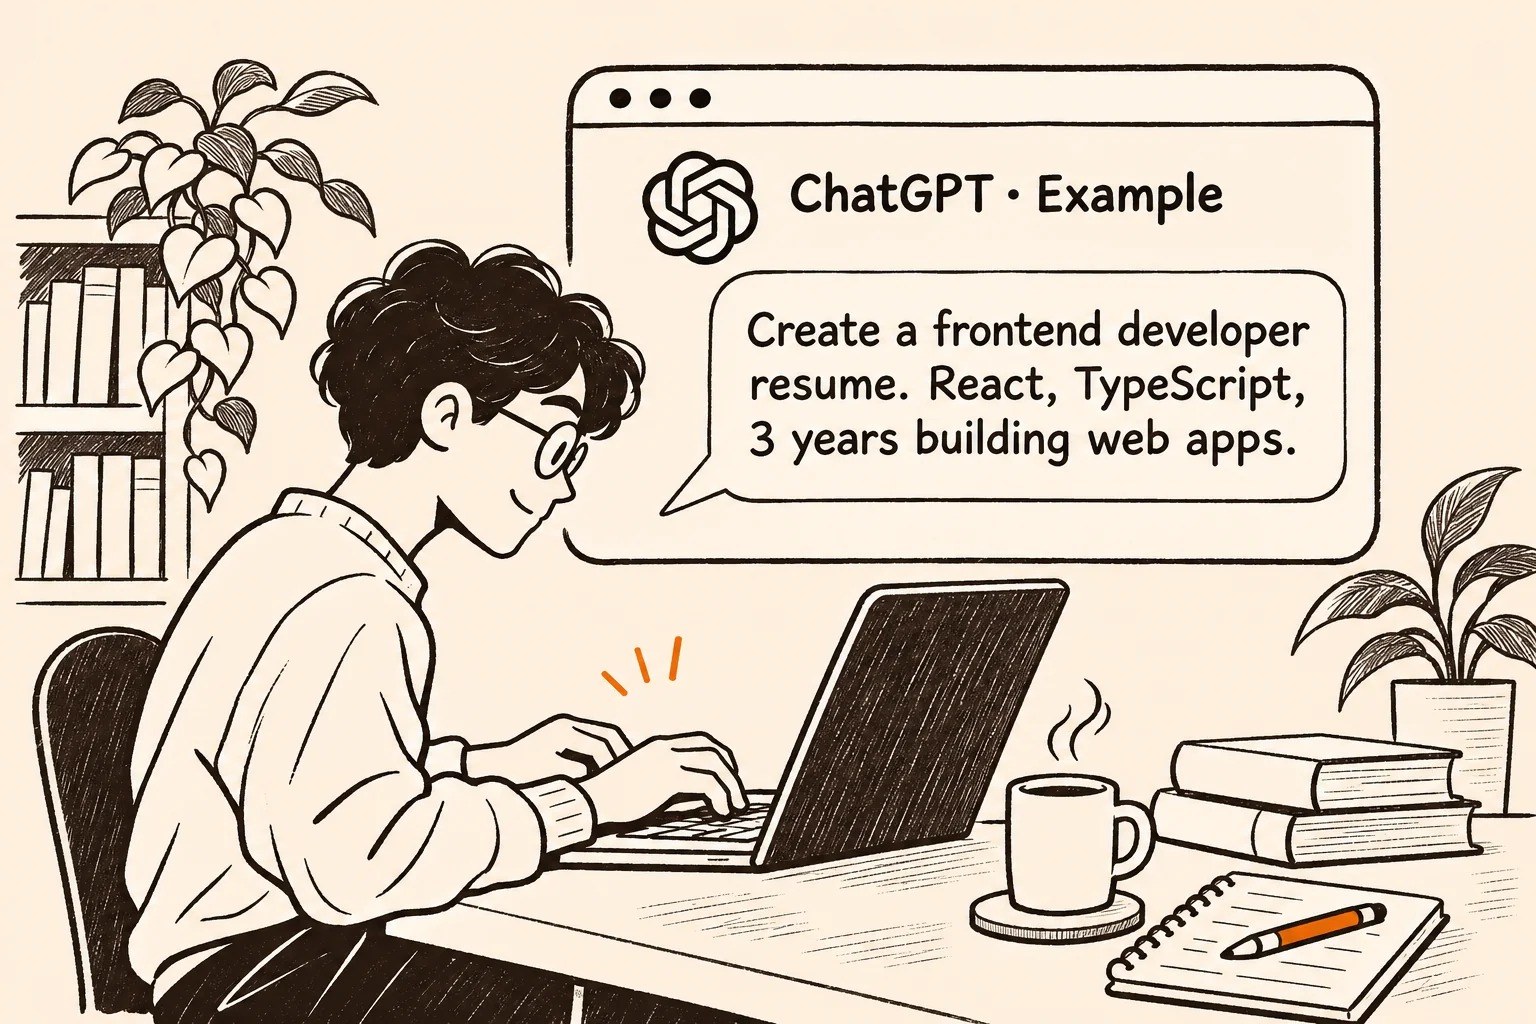 ChatGPT · Example
Create a frontend developer
resume. React, TypeScript,
3 years building web apps.